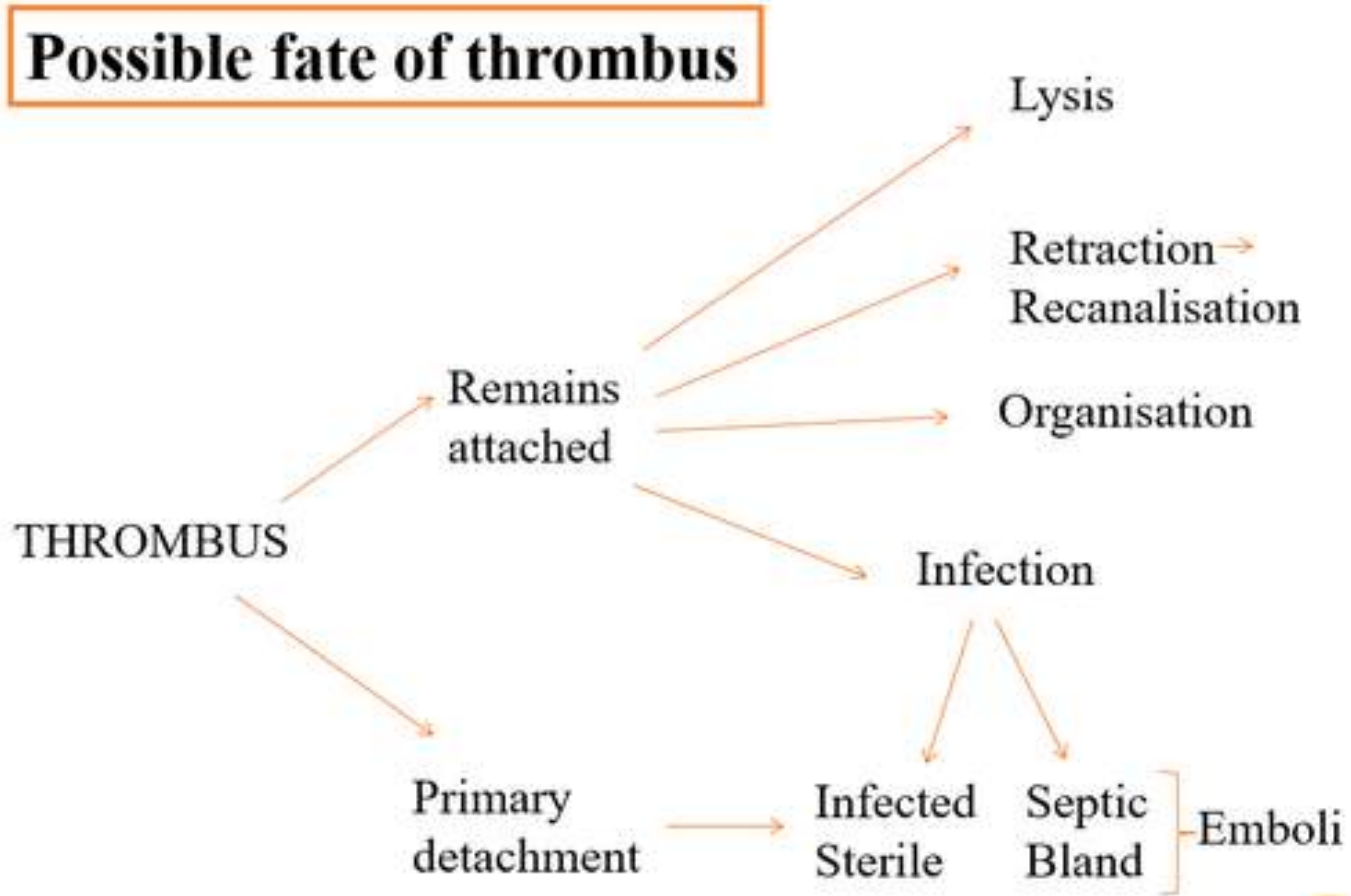 Possible fate of thrombus
Lysis
Retraction→
Recanalisation
Remains
attached
Organisation
THROMBUS
Infection
Primary
detachment
Infected
Sterile
Septic
Bland
Emboli